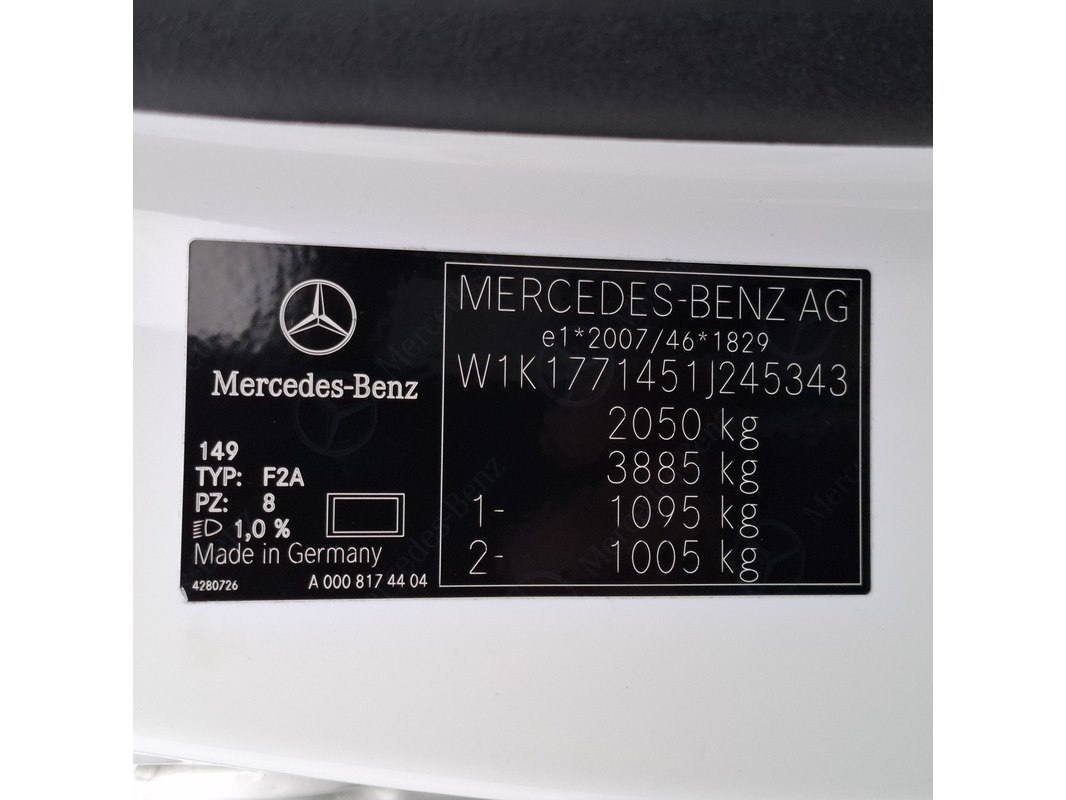 Mercedes-Benz
149
TYP: F2A
PZ: 8
1,0 %
Made in Germany
4280726 A 000 817 44 04
MERCEDES-BENZ AG
e1*2007/46*1829
W1K1771451J245343
2050 kg
3885 kg
1- 1095 kg
2- 1005 kg